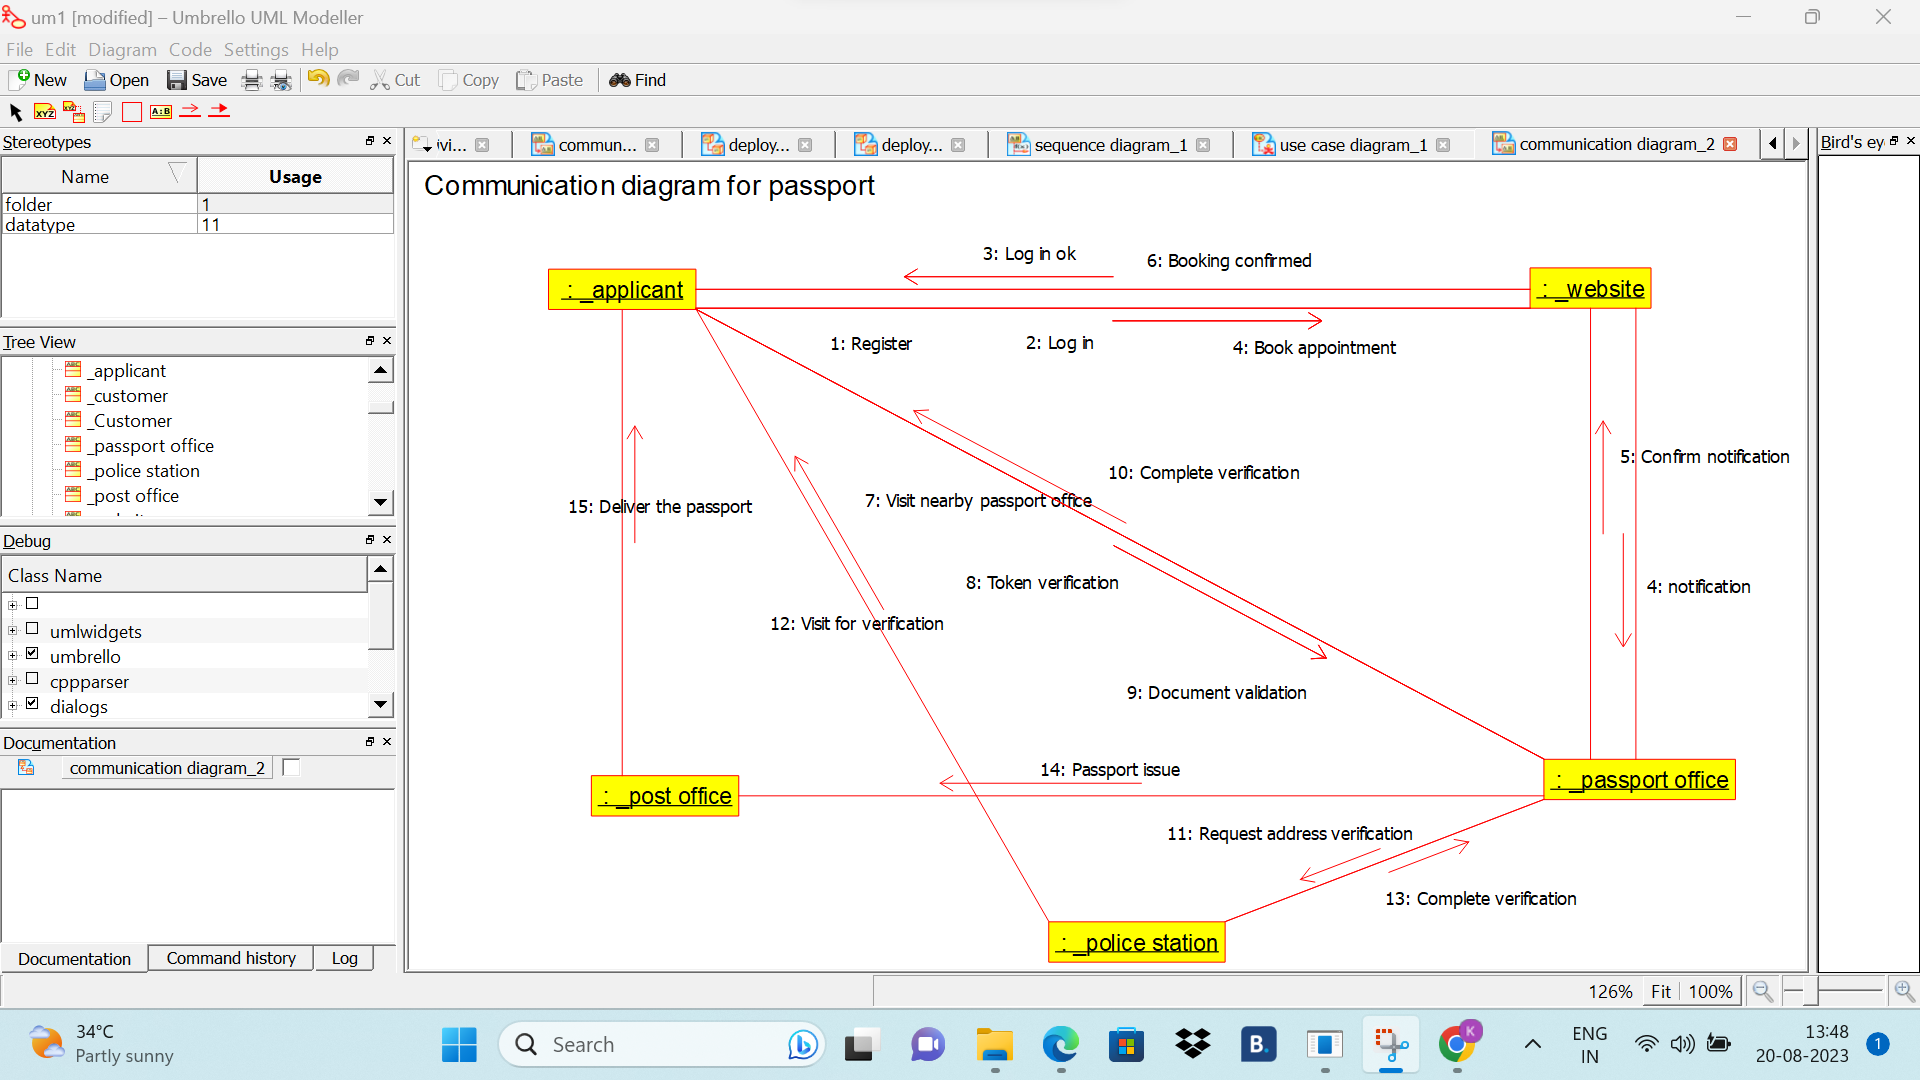 um1 [modified] – Umbrello UML Modeller
File Edit Diagram Code Settings Help
New Open Save Cut Copy Paste Find
XYZ XYZ A:B
Stereotypes
Name Usage
folder 1
datatype 11
Tree View
_applicant
_customer
_Customer
_passport office
_police station
_post office
Debug
Class Name
umlwidgets
umbrello
cppparser
dialogs
Documentation
communication diagram_2
Documentation Command history Log
ivi... commun... deploy... deploy... sequence diagram_1 use case diagram_1 communication diagram_2
Bird's ey
Communication diagram for passport
3: Log in ok
6: Booking confirmed
: _applicant
: _website
1: Register
2: Log in
4: Book appointment
5: Confirm notification
10: Complete verification
7: Visit nearby passport office
15: Deliver the passport
8: Token verification
4: notification
12: Visit for verification
9: Document validation
14: Passport issue
: _post office
: _passport office
11: Request address verification
13: Complete verification
: _police station
126% Fit 100%
34°C
Partly sunny
Search
B.
K
ENG
IN
13:48
20-08-2023
1